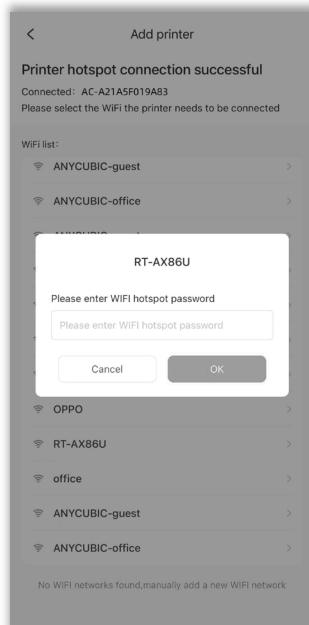 Add printer
Printer hotspot connection successful
Connected: AC-A21A5F019A83
Please select the WiFi the printer needs to be connected
WiFi list:
ANYCUBIC-guest
ANYCUBIC-office
RT-AX86U
Please enter WIFI hotspot password
Please enter WIFI hotspot password
Cancel
OK
OPPO
RT-AX86U
office
ANYCUBIC-guest
ANYCUBIC-office
No WIFI networks found,manually add a new WIFI network